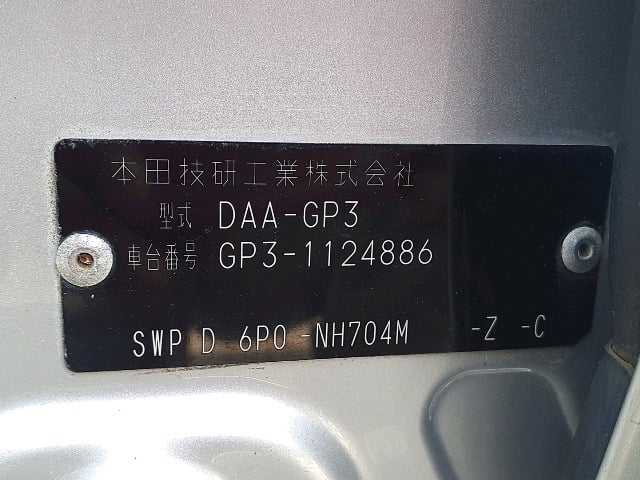 本田技研工業株式会社
型式 DAA-GP3
車台番号 GP3-1124886
SWP D 6P0 -NH704M -Z -C